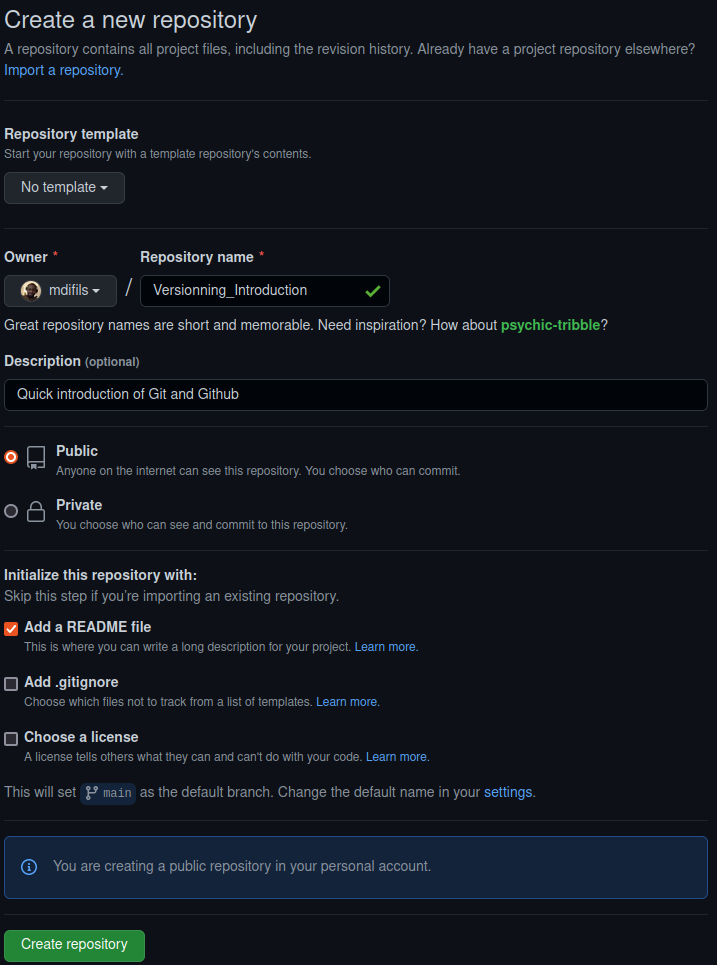 Create a new repository
A repository contains all project files, including the revision history. Already have a project repository elsewhere?
Import a repository.
Repository template
Start your repository with a template repository's contents.
No template
Owner *
Repository name *
mdifils
/
Versionning_Introduction
Great repository names are short and memorable. Need inspiration? How about psychic-tribble?
Description (optional)
Quick introduction of Git and Github
Public
Anyone on the internet can see this repository. You choose who can commit.
Private
You choose who can see and commit to this repository.
Initialize this repository with:
Skip this step if you're importing an existing repository.
Add a README file
This is where you can write a long description for your project. Learn more.
Add .gitignore
Choose which files not to track from a list of templates. Learn more.
Choose a license
A license tells others what they can and can't do with your code. Learn more.
This will set main as the default branch. Change the default name in your settings.
You are creating a public repository in your personal account.
Create repository